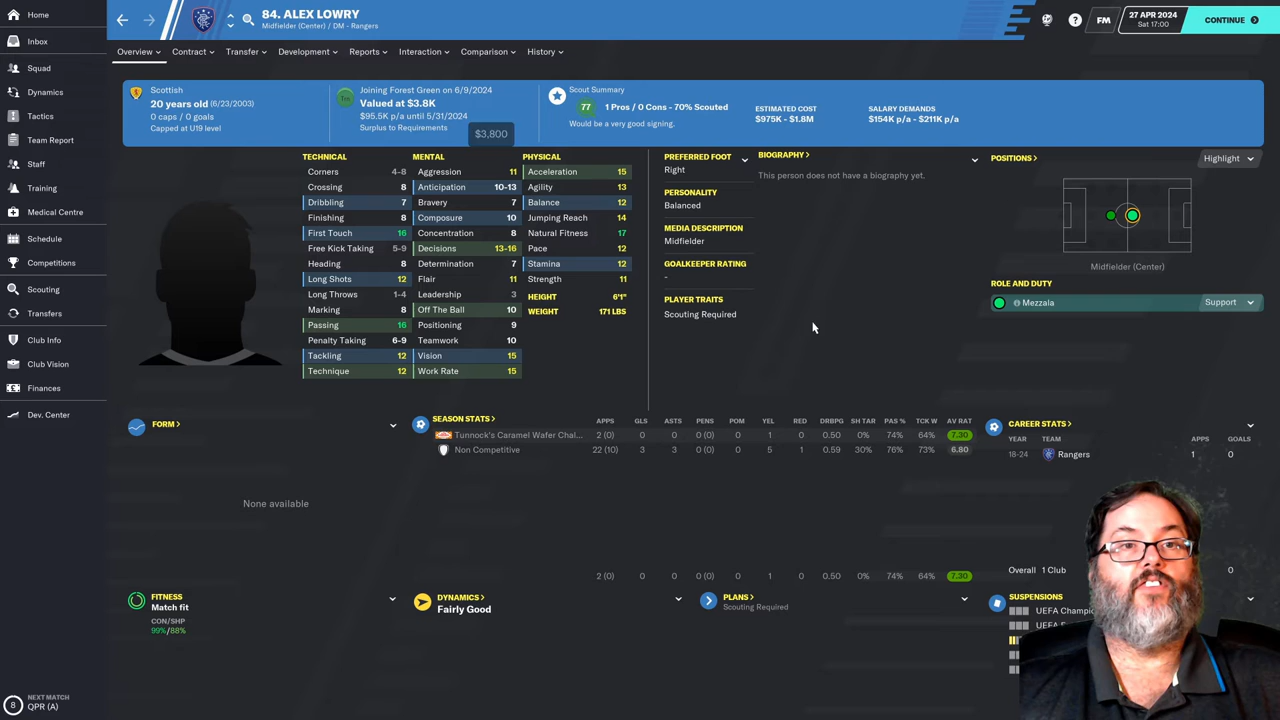 Home
Inbox
Squad
Dynamics
Tactics
Team Report
Staff
Training
Medical Centre
Schedule
Competitions
Scouting
Transfers
Club Info
Club Vision
Finances
Dev. Center
8
NEXT MATCH
QPR (A)
84. ALEX LOWRY
Midfielder (Center) / DM - Rangers
FM
27 APR 2024
Sat 17:00
CONTINUE
Overview
Contract
Transfer
Development
Reports
Interaction
Comparison
History
Scottish
20 years old (6/23/2003)
0 caps / 0 goals
Capped at U19 level
Joining Forest Green on 6/9/2024
Valued at $3.8K
$95.5K p/a until 5/31/2024
Surplus to Requirements
$3,800
Scout Summary
77
1 Pros / 0 Cons - 70% Scouted
Would be a very good signing.
ESTIMATED COST
$975K - $1.8M
SALARY DEMANDS
$154K p/a - $211K p/a
TECHNICAL
Corners 4-8
Crossing 8
Dribbling 7
Finishing 8
First Touch 16
Free Kick Taking 5-9
Heading 8
Long Shots 12
Long Throws 1-4
Marking 8
Passing 16
Penalty Taking 6-9
Tackling 12
Technique 12
MENTAL
Aggression 11
Anticipation 10-13
Bravery 7
Composure 10
Concentration 8
Decisions 13-16
Determination 7
Flair 11
Leadership 3
Off The Ball 10
Positioning 9
Teamwork 10
Vision 15
Work Rate 15
PHYSICAL
Acceleration 15
Agility 13
Balance 12
Jumping Reach 14
Natural Fitness 17
Pace 12
Stamina 12
Strength 11
HEIGHT 6'1"
WEIGHT 171 LBS
PREFERRED FOOT
Right
PERSONALITY
Balanced
MEDIA DESCRIPTION
Midfielder
GOALKEEPER RATING
-
PLAYER TRAITS
Scouting Required
BIOGRAPHY
This person does not have a biography yet.
POSITIONS
Highlight
Midfielder (Center)
ROLE AND DUTY
Mezzala
Support
FORM
None available
SEASON STATS APPS GLS ASTS PENS POM YEL RED DRBPG SH TAR PAS % TCK W AV RAT
Tunnock's Caramel Wafer Chal... 2 (0) 0 0 0 (0) 0 1 0 0.50 0% 74% 64% 7.30
Non Competitive 22 (10) 3 3 0 (0) 0 5 1 0.59 30% 76% 73% 6.80
2 (0) 0 0 0 (0) 0 1 0 0.50 0% 74% 64% 7.30
CAREER STATS
YEAR TEAM APPS GOALS
18-24 Rangers 1 0
Overall 1 Club 0
FITNESS
Match fit
CON/SHP
99%/88%
DYNAMICS
Fairly Good
PLANS
Scouting Required
SUSPENSIONS
UEFA Champi
UEFA